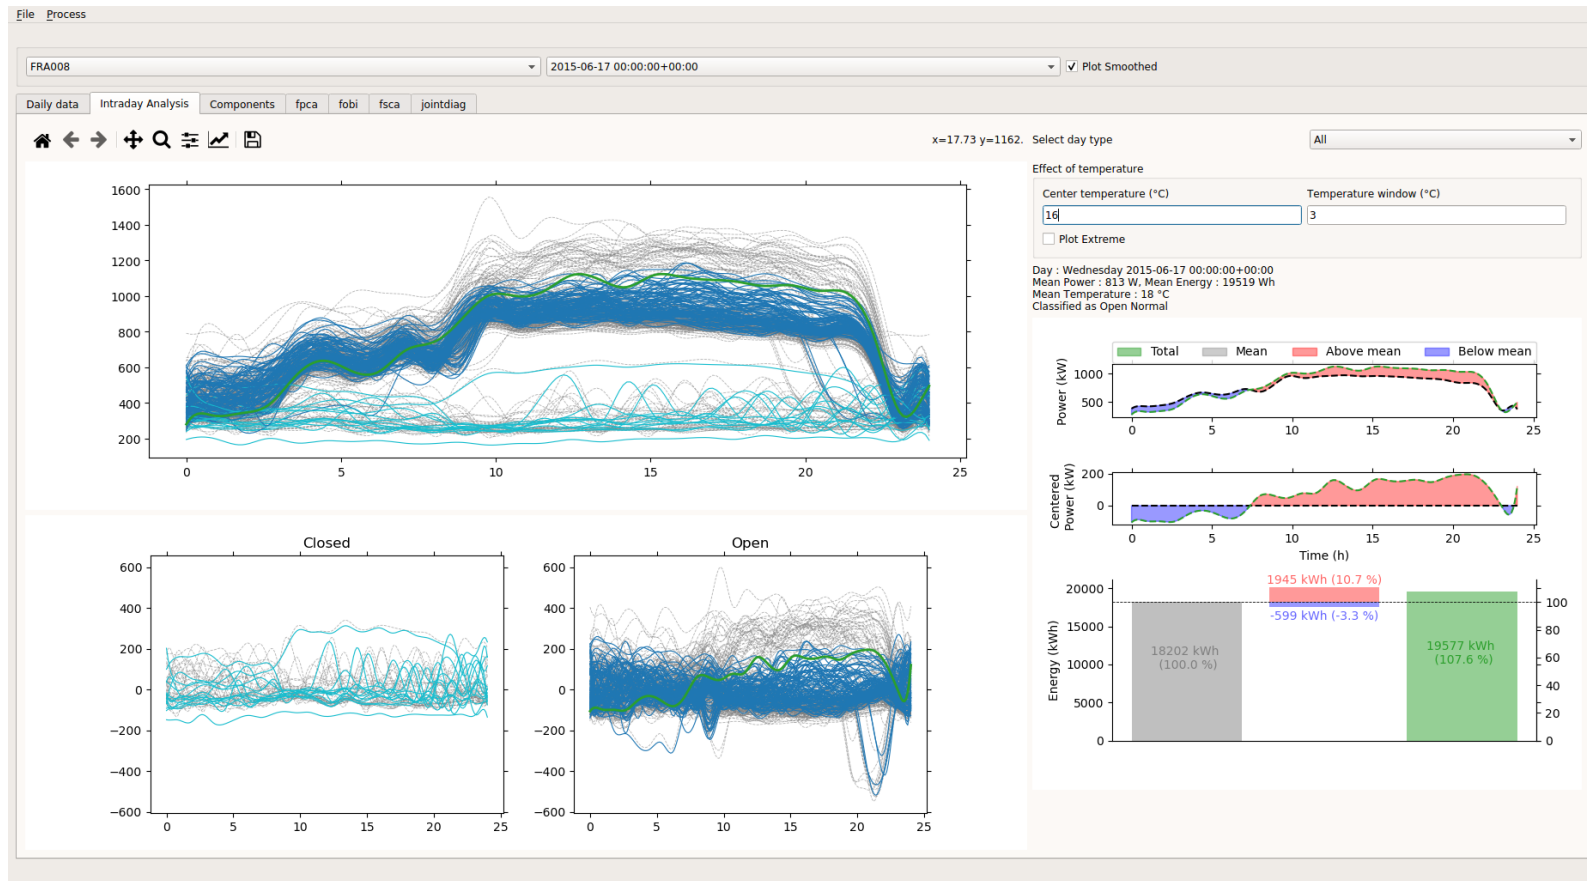 File Process
FRA008 2015-06-17 00:00:00+00:00 Plot Smoothed
Daily data Intraday Analysis Components fpca fobi fsca jointdiag
x=17.73 y=1162. Select day type All
Effect of temperature
Center temperature (°C) Temperature window (°C)
16 3
Plot Extreme
Day : Wednesday 2015-06-17 00:00:00+00:00
Mean Power : 813 W, Mean Energy : 19519 Wh
Mean Temperature : 18 °C
Classified as Open Normal
1600
1400
1200
1000
800
600
400
200
0 5 10 15 20 25
Closed
600
400
200
0
−200
−400
−600
0 5 10 15 20 25
Open
600
400
200
0
−200
−400
−600
0 5 10 15 20 25
Total Mean Above mean Below mean
Power (kW)
1000
500
0 5 10 15 20 25
Centered
Power (kW)
200
0
0 5 10 15 20 25
Time (h)
Energy (kWh)
20000
15000
10000
5000
0
1945 kWh (10.7 %)
-599 kWh (-3.3 %)
18202 kWh
(100.0 %)
19577 kWh
(107.6 %)
100
80
60
40
20
0